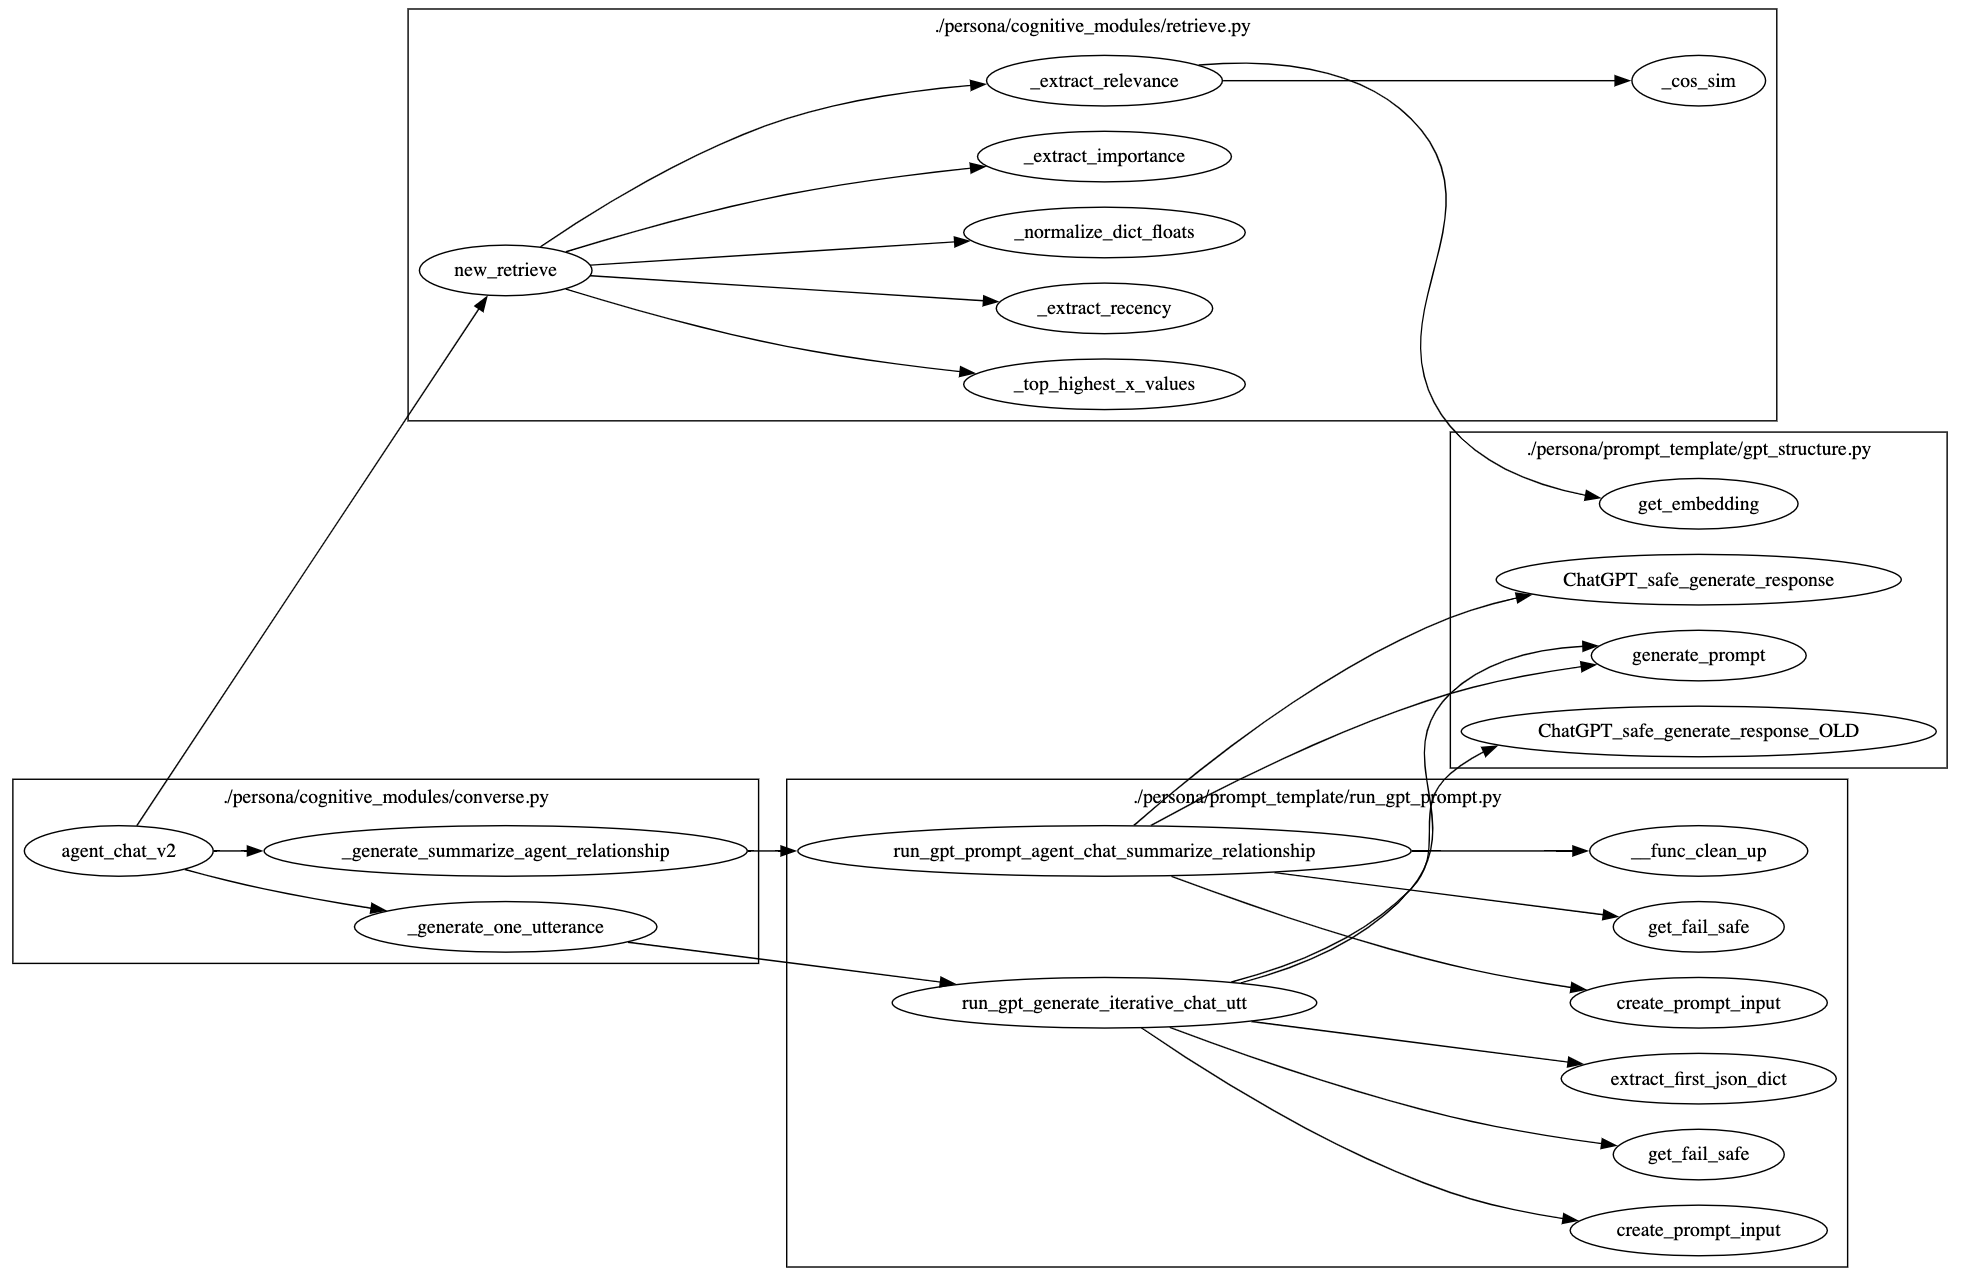 ./persona/cognitive_modules/retrieve.py
_extract_relevance
_cos_sim
_extract_importance
_normalize_dict_floats
new_retrieve
_extract_recency
_top_highest_x_values
./persona/prompt_template/gpt_structure.py
get_embedding
ChatGPT_safe_generate_response
generate_prompt
ChatGPT_safe_generate_response_OLD
./persona/cognitive_modules/converse.py
agent_chat_v2
_generate_summarize_agent_relationship
_generate_one_utterance
./persona/prompt_template/run_gpt_prompt.py
run_gpt_prompt_agent_chat_summarize_relationship
__func_clean_up
get_fail_safe
create_prompt_input
run_gpt_generate_iterative_chat_utt
extract_first_json_dict
get_fail_safe
create_prompt_input